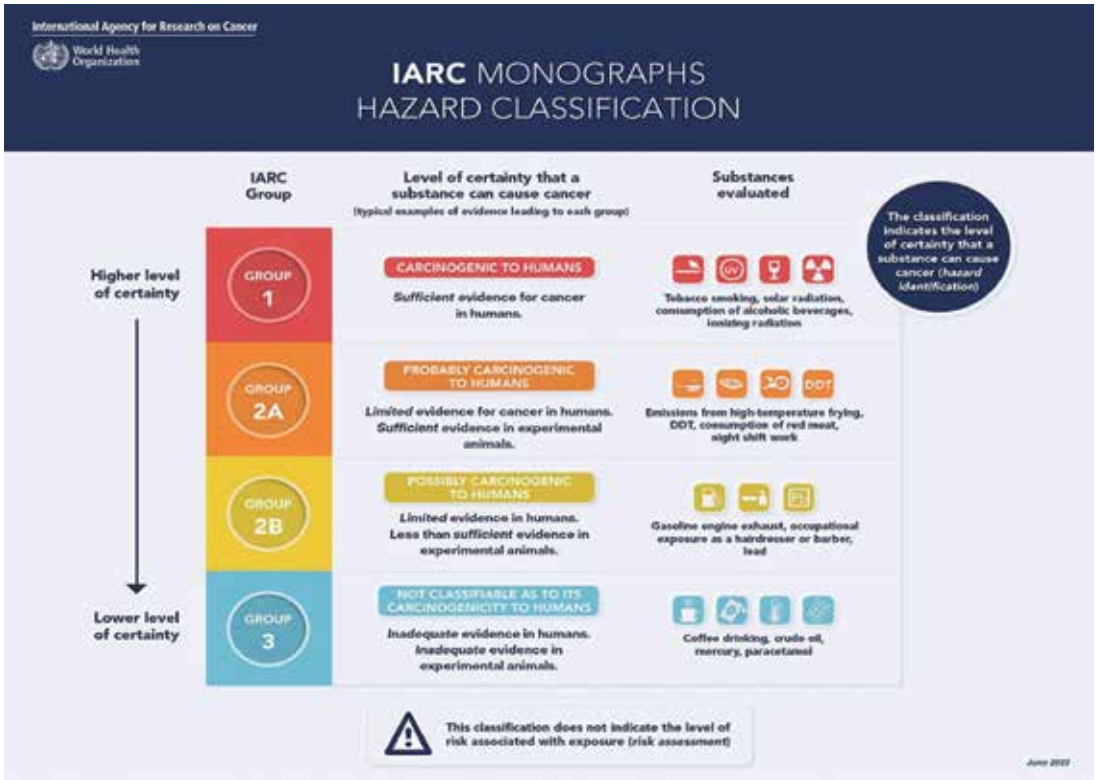 International Agency for Research on Cancer
World Health
Organization
IARC MONOGRAPHS
HAZARD CLASSIFICATION
IARC
Group
Level of certainty that a
substance can cause cancer
(typical examples of evidence leading to each group)
Substances
evaluated
The classification
indicates the level
of certainty that a
substance can cause
cancer (hazard
identification)
Higher level
of certainty
GROUP
1
CARCINOGENIC TO HUMANS
Sufficient evidence for cancer
in humans.
UV
Tobacco smoking, solar radiation,
consumption of alcoholic beverages,
ionizing radiation
GROUP
2A
PROBABLY CARCINOGENIC
TO HUMANS
Limited evidence for cancer in humans.
Sufficient evidence in experimental
animals.
DDT
Emissions from high-temperature frying,
DDT, consumption of red meat,
night shift work
GROUP
2B
POSSIBLY CARCINOGENIC
TO HUMANS
Limited evidence in humans.
Less than sufficient evidence in
experimental animals.
Pb
Gasoline engine exhaust, occupational
exposure as a hairdresser or barber,
lead
Lower level
of certainty
GROUP
3
NOT CLASSIFIABLE AS TO ITS
CARCINOGENICITY TO HUMANS
Inadequate evidence in humans.
Inadequate evidence in
experimental animals.
Coffee drinking, crude oil,
mercury, paracetamol
This classification does not indicate the level of
risk associated with exposure (risk assessment)
June